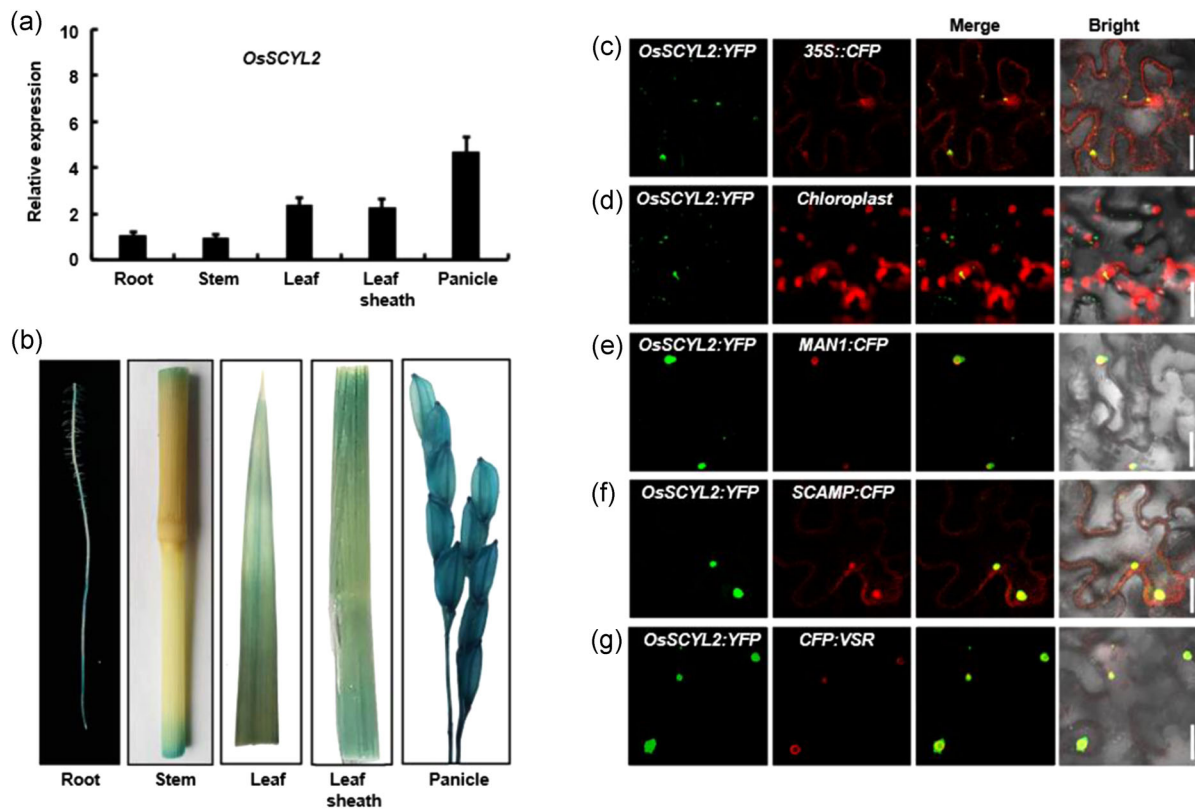 (a)
10
8
6
4
2
0
Relative expression
OsSCYL2
Root Stem Leaf Leaf sheath Panicle
(b)
Root Stem Leaf Leaf sheath Panicle
Merge Bright
(c)
OsSCYL2:YFP 35S::CFP
(d)
OsSCYL2:YFP Chloroplast
(e)
OsSCYL2:YFP MAN1:CFP
(f)
OsSCYL2:YFP SCAMP:CFP
(g)
OsSCYL2:YFP CFP:VSR